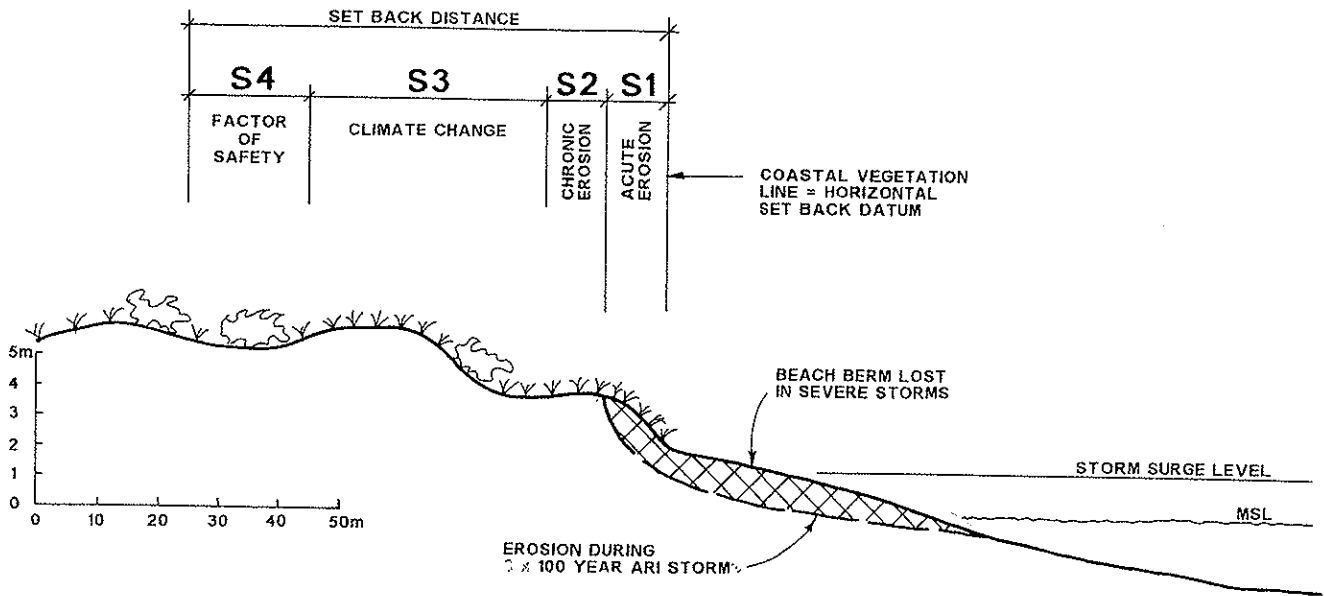 SET BACK DISTANCE
S4
S3
S2
S1
FACTOR
OF
SAFETY
CLIMATE CHANGE
CHRONIC
EROSION
ACUTE
EROSION
COASTAL VEGETATION
LINE = HORIZONTAL
SET BACK DATUM
5m
4
3
2
1
0
0 10 20 30 40 50m
BEACH BERM LOST
IN SEVERE STORMS
STORM SURGE LEVEL
MSL
EROSION DURING
x 100 YEAR ARI STORM